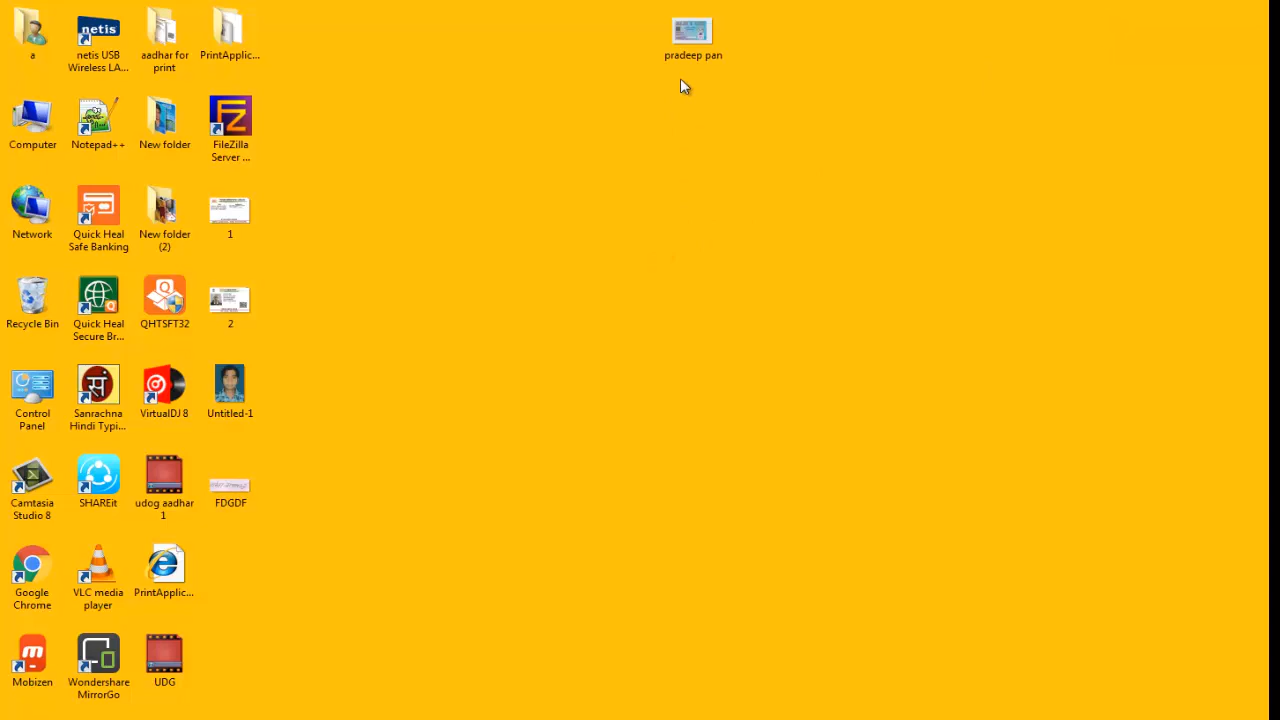 a
netis USB
Wireless LA...
aadhar for
print
PrintApplic...
pradeep pan
Computer
Notepad++
New folder
FileZilla
Server ...
Network
Quick Heal
Safe Banking
New folder
(2)
1
Recycle Bin
Quick Heal
Secure Br...
QHTSFT32
2
Control
Panel
Sanrachna
Hindi Typi...
VirtualDJ 8
Untitled-1
Camtasia
Studio 8
SHAREit
udog aadhar
1
FDGDF
Google
Chrome
VLC media
player
PrintApplic...
Mobizen
Wondershare
MirrorGo
UDG
netis
FZ
सं
m